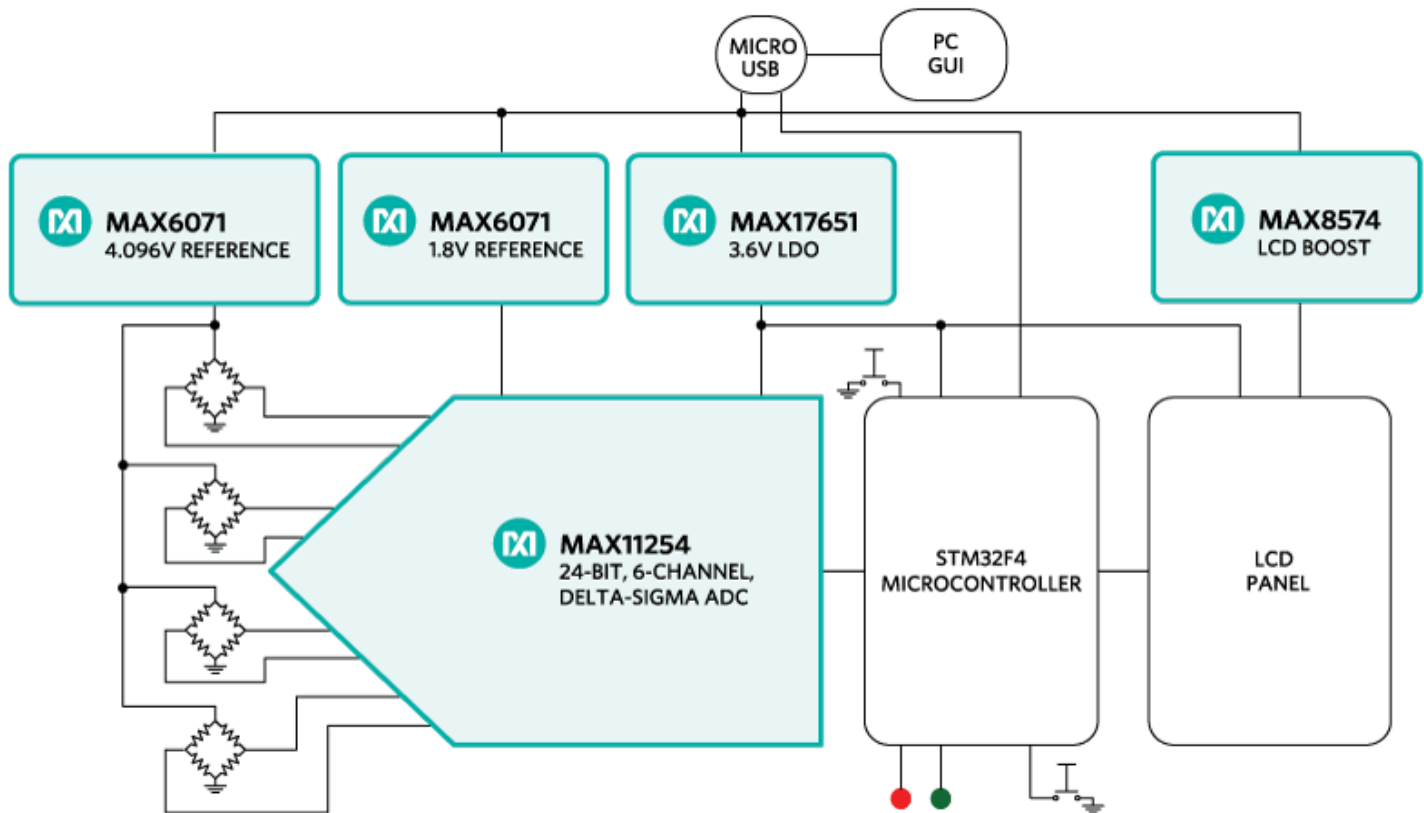 MICRO
USB
PC
GUI
MAX6071
4.096V REFERENCE
MAX6071
1.8V REFERENCE
MAX17651
3.6V LDO
MAX8574
LCD BOOST
MAX11254
24-BIT, 6-CHANNEL,
DELTA-SIGMA ADC
STM32F4
MICROCONTROLLER
LCD
PANEL